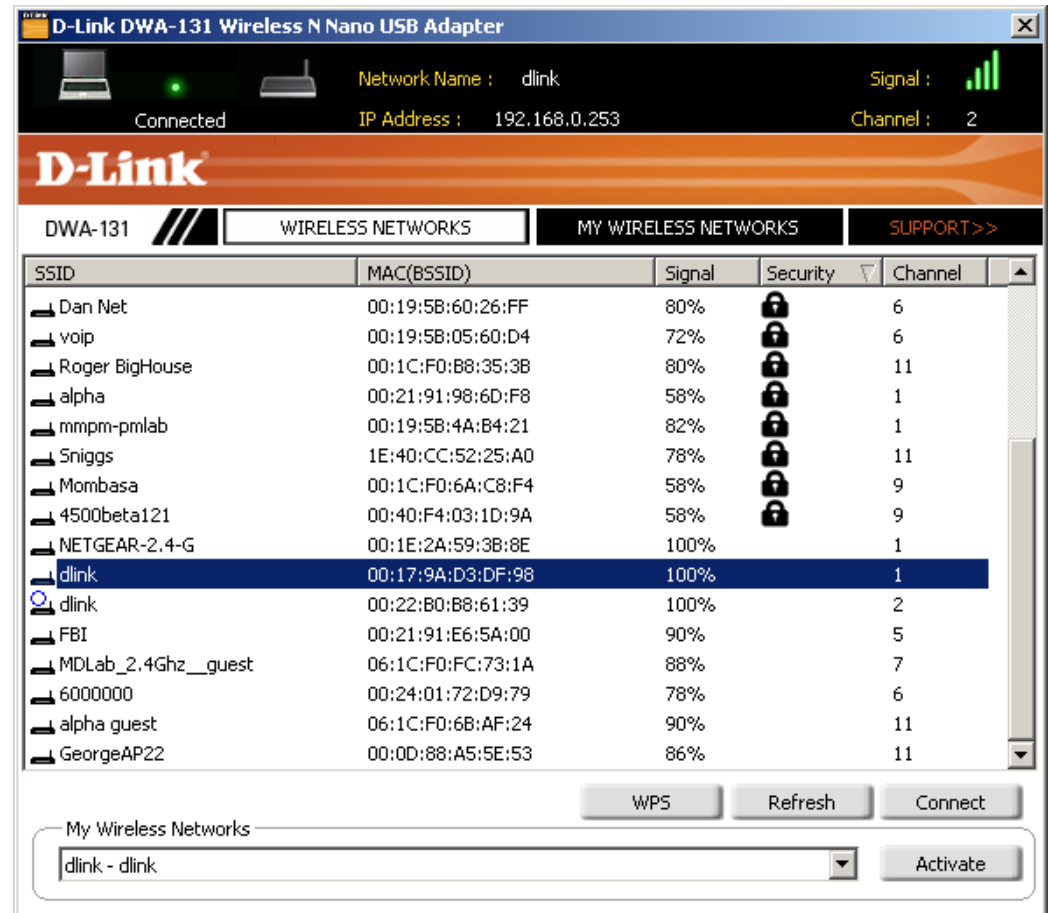 D-Link DWA-131 Wireless N Nano USB Adapter
Network Name : dlink Signal :
Connected IP Address : 192.168.0.253 Channel : 2
D-Link
DWA-131 WIRELESS NETWORKS MY WIRELESS NETWORKS SUPPORT>>
SSID MAC(BSSID) Signal Security Channel
Dan Net 00:19:5B:60:26:FF 80% 6
voip 00:19:5B:05:60:D4 72% 6
Roger BigHouse 00:1C:F0:B8:35:3B 80% 11
alpha 00:21:91:98:6D:F8 58% 1
mmpm-pmlab 00:19:5B:4A:B4:21 82% 1
Sniggs 1E:40:CC:52:25:A0 78% 11
Mombasa 00:1C:F0:6A:C8:F4 58% 9
4500beta121 00:40:F4:03:1D:9A 58% 9
NETGEAR-2.4-G 00:1E:2A:59:3B:8E 100% 1
dlink 00:17:9A:D3:DF:98 100% 1
dlink 00:22:B0:B8:61:39 100% 2
FBI 00:21:91:E6:5A:00 90% 5
MDLab_2.4Ghz__guest 06:1C:F0:FC:73:1A 88% 7
6000000 00:24:01:72:D9:79 78% 6
alpha guest 06:1C:F0:6B:AF:24 90% 11
GeorgeAP22 00:0D:88:A5:5E:53 86% 11
WPS Refresh Connect
My Wireless Networks
dlink - dlink Activate